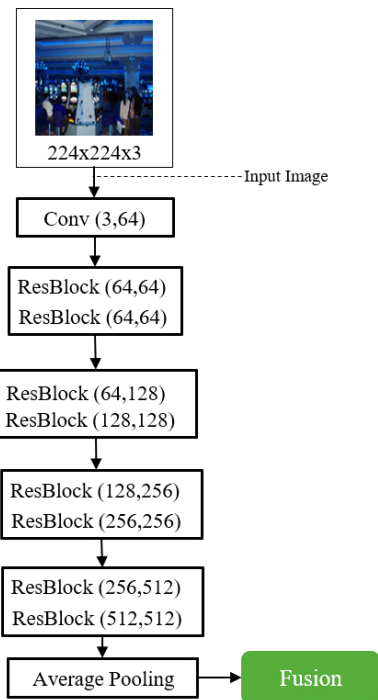 224x224x3
Input Image
Conv (3,64)
ResBlock (64,64)
ResBlock (64,64)
ResBlock (64,128)
ResBlock (128,128)
ResBlock (128,256)
ResBlock (256,256)
ResBlock (256,512)
ResBlock (512,512)
Average Pooling
Fusion